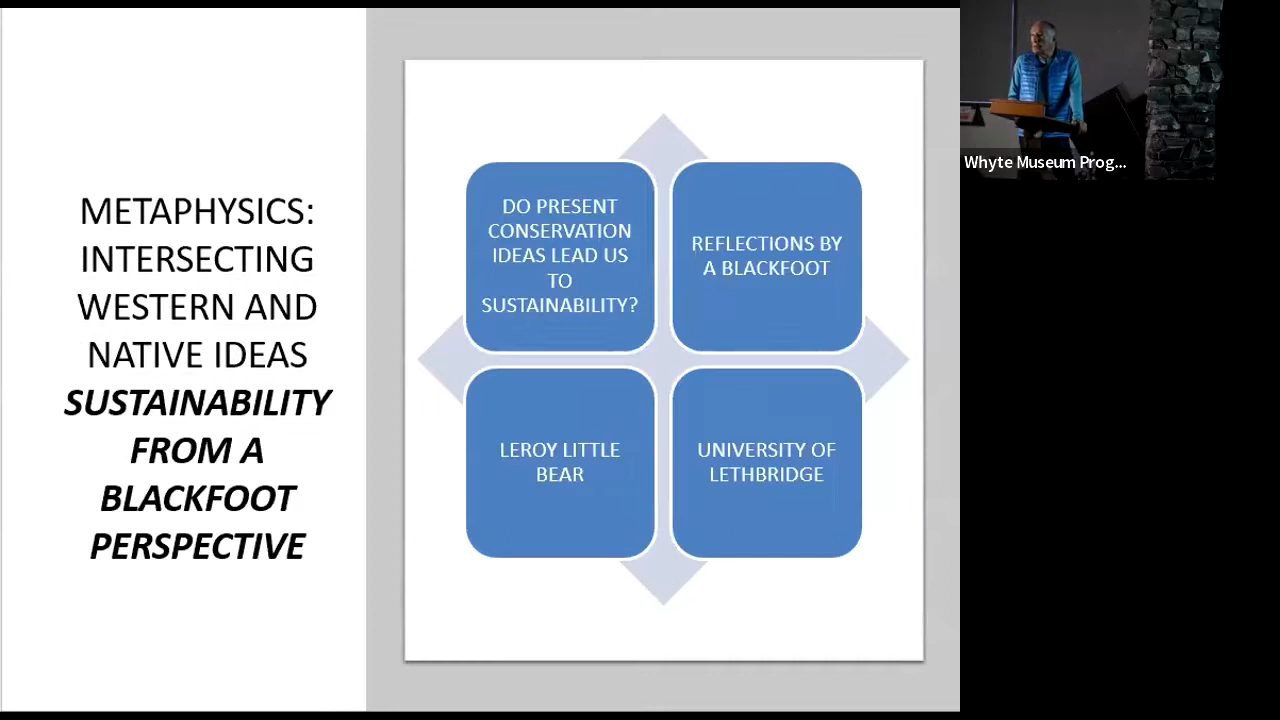 METAPHYSICS:
INTERSECTING
WESTERN AND
NATIVE IDEAS
SUSTAINABILITY
FROM A
BLACKFOOT
PERSPECTIVE
DO PRESENT
CONSERVATION
IDEAS LEAD US
TO
SUSTAINABILITY?
REFLECTIONS BY
A BLACKFOOT
LEROY LITTLE
BEAR
UNIVERSITY OF
LETHBRIDGE
Whyte Museum Prog...